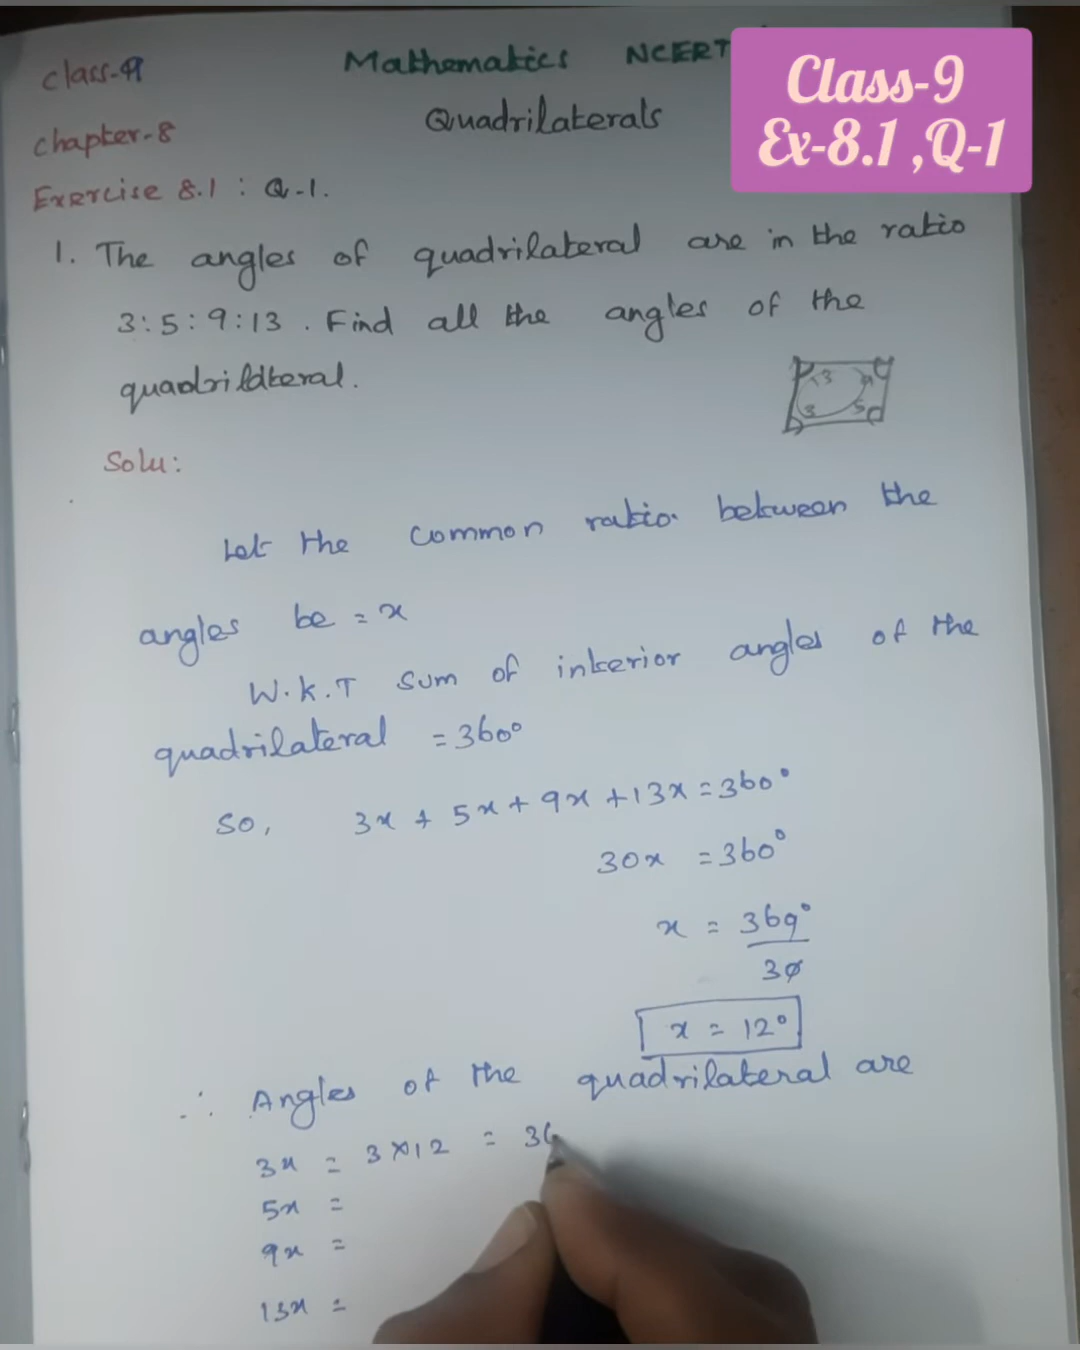 class-9
Mathematics NCERT
Class-9
Ex-8.1 ,Q-1
chapter-8
Quadrilaterals
Exercise 8.1 : Q-1.
1. The angles of quadrilateral are in the ratio
3:5:9:13 . Find all the angles of the
quadrilateral.
Solu:
Let the common ratio between the
angles be = x
W.K.T sum of interior angles of the
quadrilateral = 360°
So, 3x + 5x + 9x + 13x = 360°
30x = 360°
x = 360°
30
x = 12°
∴ Angles of the quadrilateral are
3x = 3×12 = 36
5x =
9x =
13x =